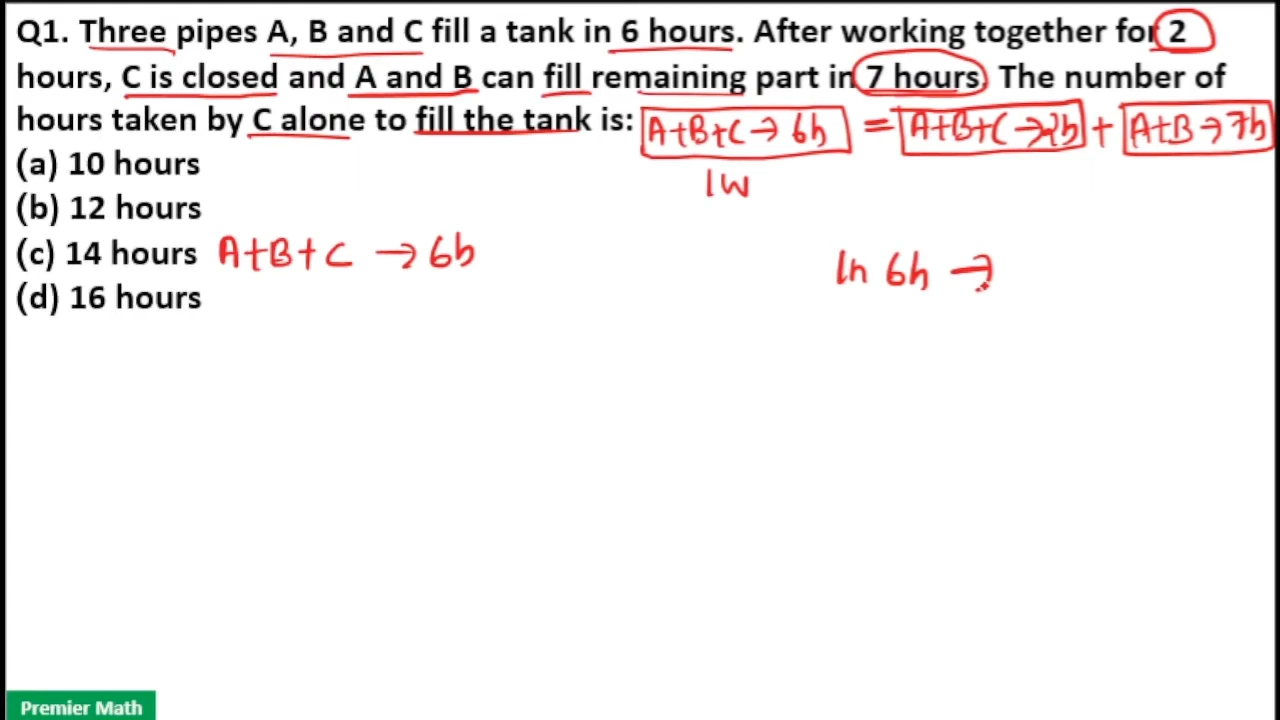 Q1. Three pipes A, B and C fill a tank in 6 hours. After working together for 2
hours, C is closed and A and B can fill remaining part in 7 hours. The number of
hours taken by C alone to fill the tank is: A+B+C → 6h = A+B+C → 2h + A+B → 7h
1W
(a) 10 hours
(b) 12 hours
(c) 14 hours A+B+C → 6h
In 6h →
(d) 16 hours
Premier Math